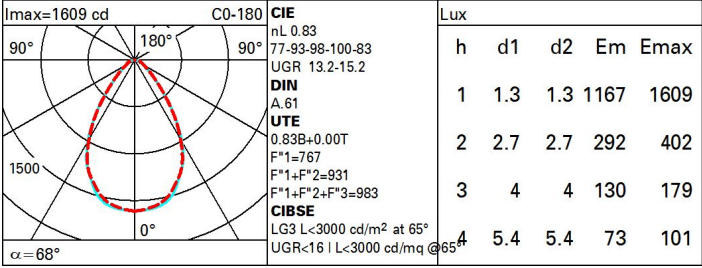 Imax=1609 cd C0-180
90° 180° 90°
1500
0°
α=68°
CIE
nL 0.83
77-93-98-100-83
UGR 13.2-15.2
DIN
A.61
UTE
0.83B+0.00T
F"1=767
F"1+F"2=931
F"1+F"2+F"3=983
CIBSE
LG3 L<3000 cd/m² at 65°
UGR<16 | L<3000 cd/mq @65°
Lux
h d1 d2 Em Emax
1 1.3 1.3 1167 1609
2 2.7 2.7 292 402
3 4 4 130 179
4 5.4 5.4 73 101